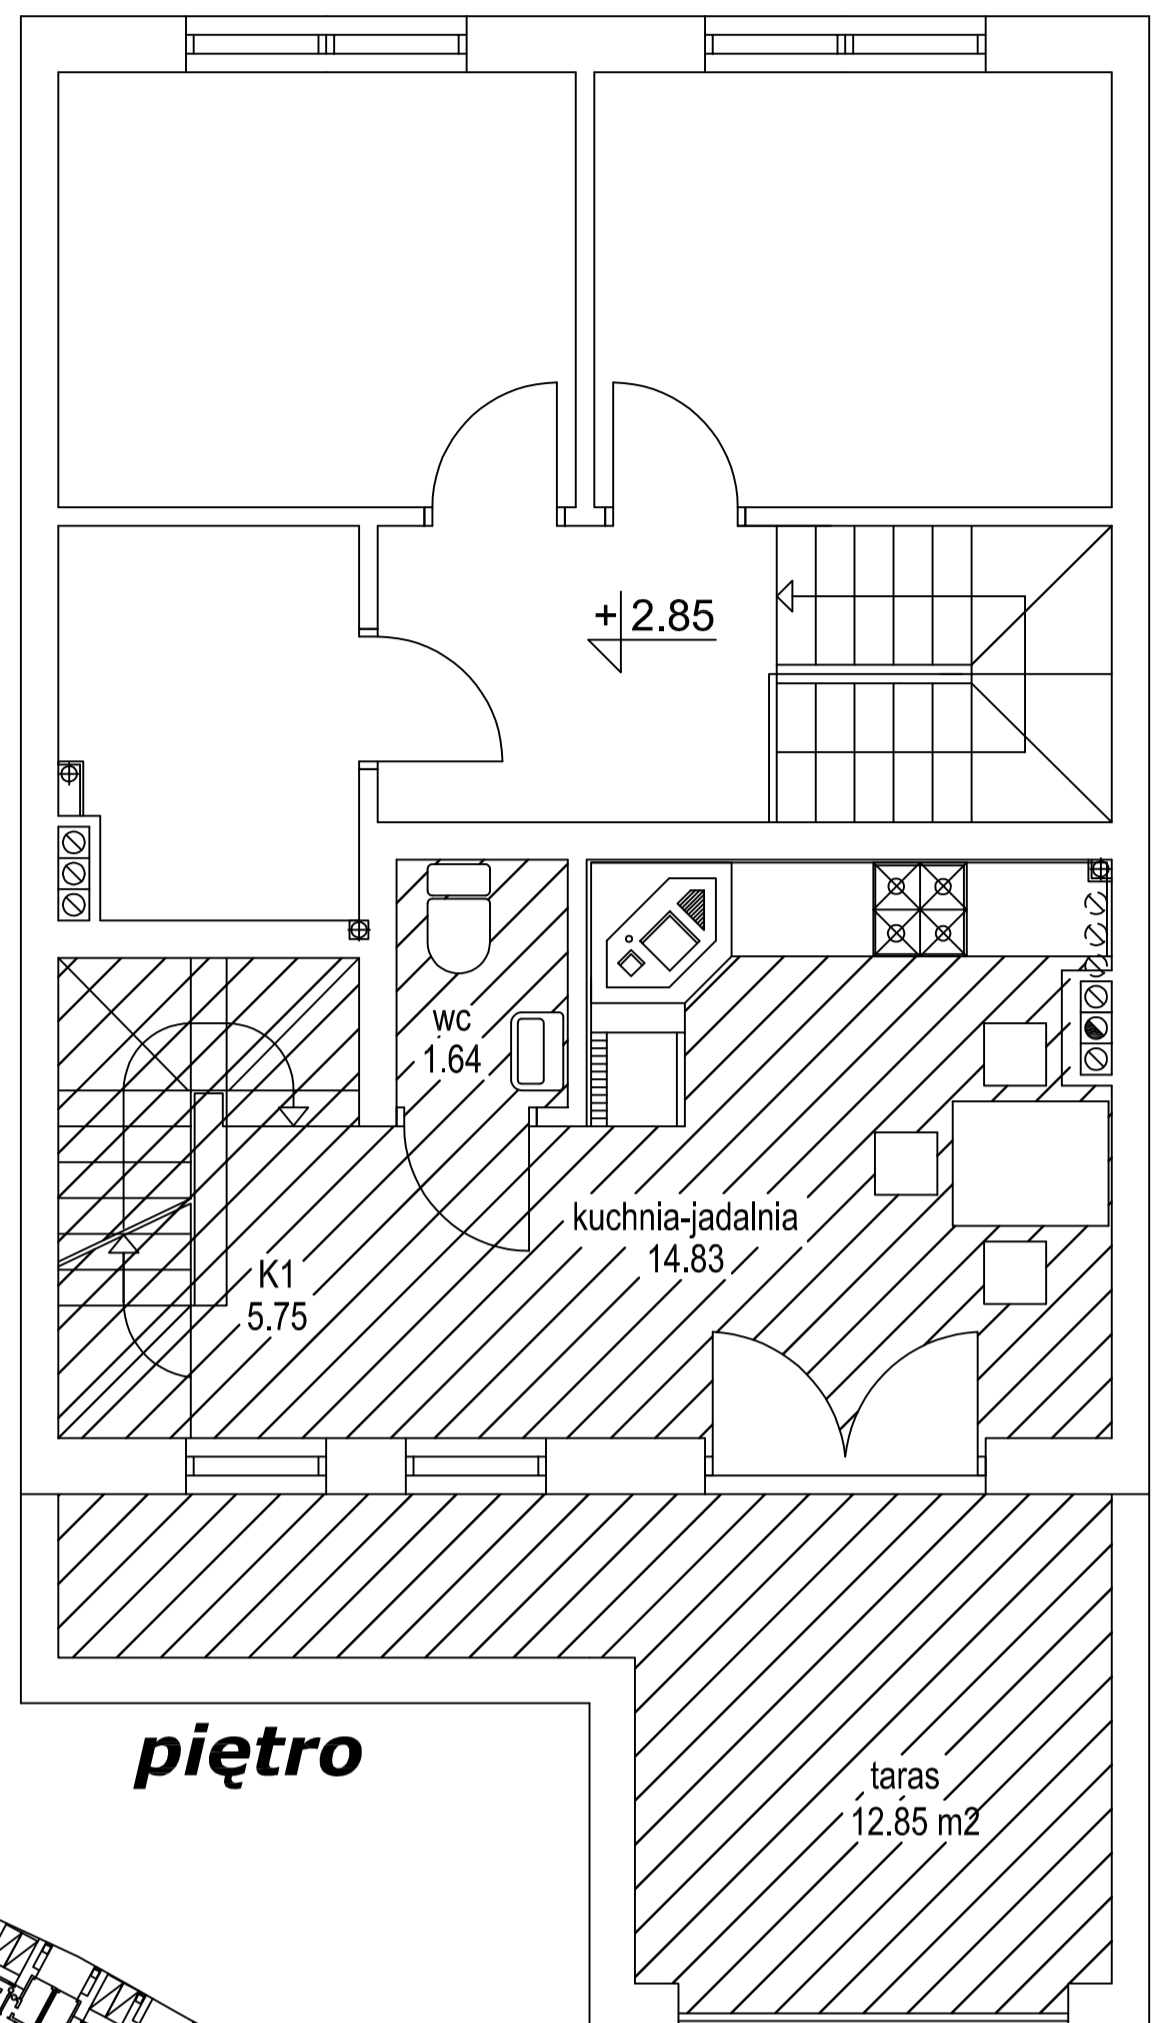 + 2.85
wc
1.64
kuchnia-jadalnia
14.83
K1
5.75
piętro
taras
12.85 m2